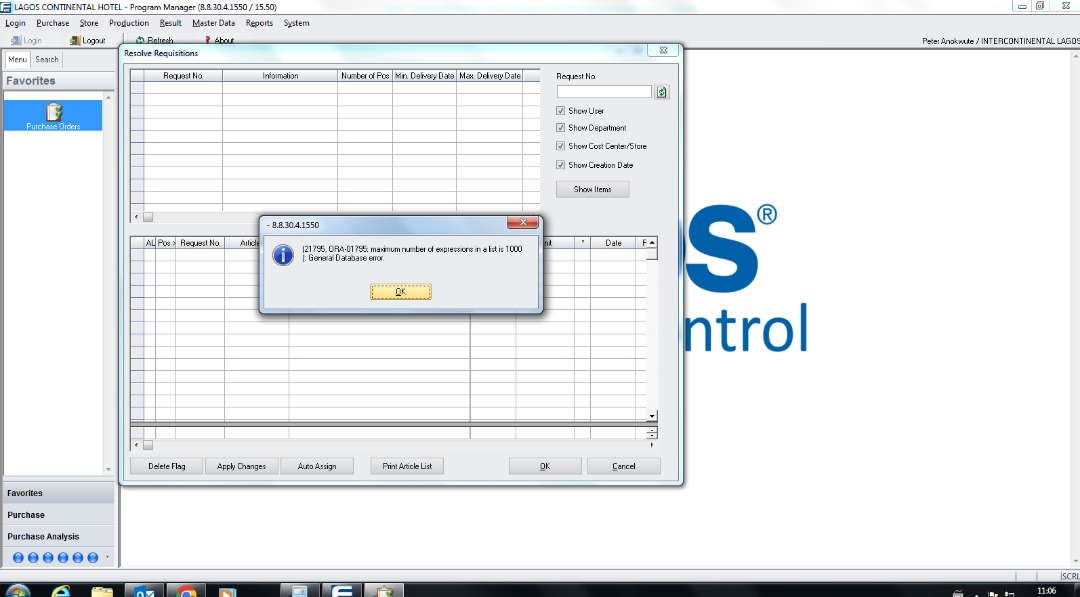 LAGOS CONTINENTAL HOTEL - Program Manager (8.8.30.4.1550 / 15.50)
Login Purchase Store Production Result Master Data Reports System
Login Logout Refresh ? About
Peter Anokwute / INTERCONTINENTAL LAGOS
Menu Search
Favorites
Purchase Orders
Resolve Requisitions
Request No. Information Number of Pos Min. Delivery Date Max. Delivery Date
Request No
Show User
Show Department
Show Cost Center/Store
Show Creation Date
Show Items
- 8.8.30.4.1550
(21795, ORA-01795: maximum number of expressions in a list is 1000
): General Database error.
OK
AL Pos > Request No. Article nit * Date F
os®
ntrol
Delete Flag Apply Changes Auto Assign Print Article List OK Cancel
Favorites
Purchase
Purchase Analysis
SCRL
11:06